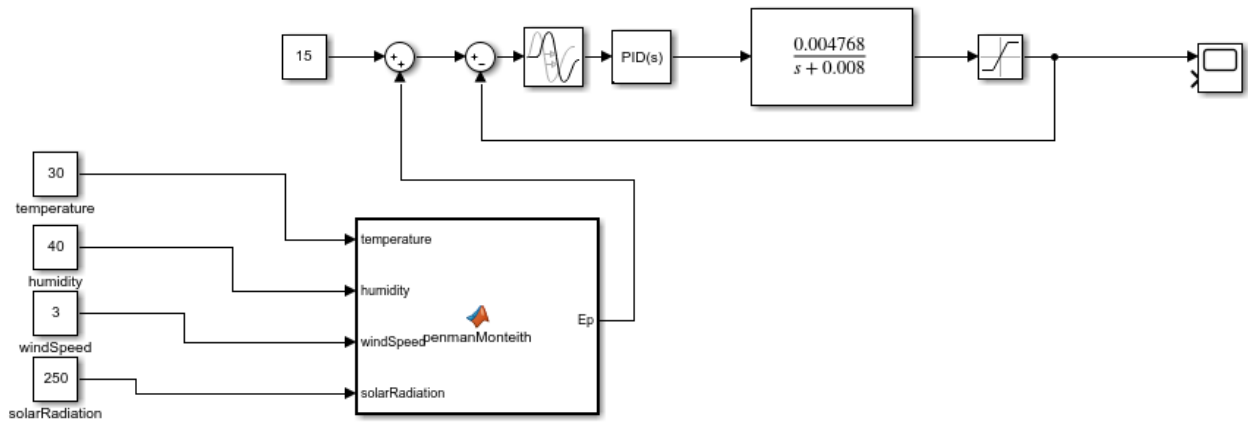 15
+
+
+
−
PID(s)
0.004768
s + 0.008
30
temperature
40
humidity
3
windSpeed
250
solarRadiation
temperature
humidity
windSpeed
solarRadiation
penmanMonteith
Ep